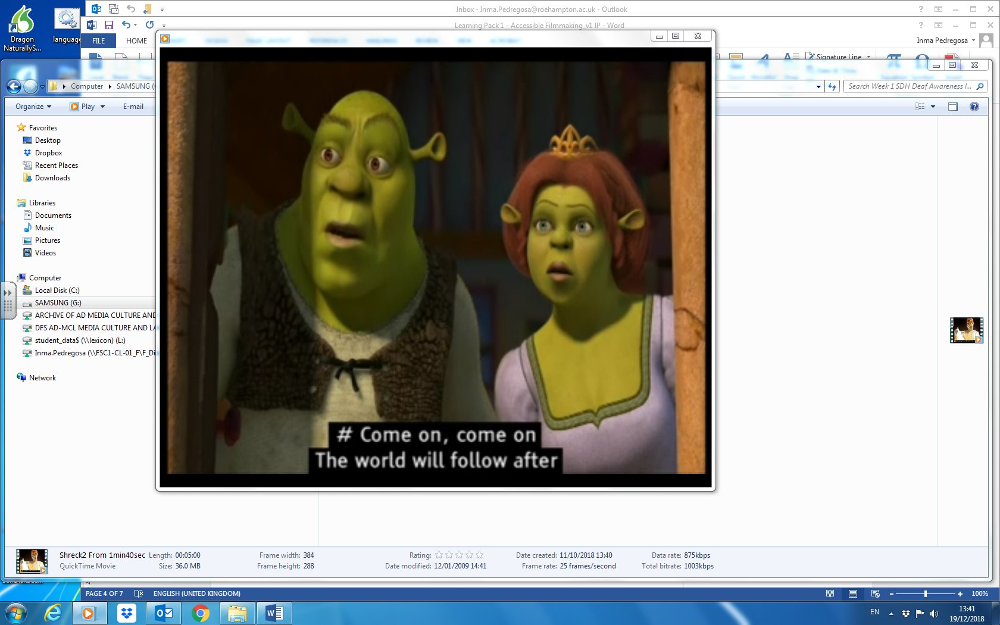 Inbox - Inma.Pedregosa@roehampton.ac.uk - Outlook
Learning Pack 1 - Accessible Filmmaking_v1 IP - Word
Dragon
NaturallyS...
language
FILE HOME
Inma Pedregosa
Signature Line
Computer SAMSUNG (G
Search Week 1 SDH Deaf Awareness I...
Organize Play E-mail
Favorites
Desktop
Dropbox
Recent Places
Downloads
Libraries
Documents
Music
Pictures
Videos
Computer
Local Disk (C:)
SAMSUNG (G:)
ARCHIVE OF AD MEDIA CULTURE AND
DFS AD-MCL MEDIA CULTURE AND LA
student_data$ (\\lexicon) (L:)
Inma.Pedregosa (\\FSC1-CL-01_F\F_Di
Network
# Come on, come on
The world will follow after
Shreck2 From 1min40sec Length: 00:05:00 Frame width: 384 Rating: Date created: 11/10/2018 13:40 Data rate: 875kbps
QuickTime Movie Size: 36.0 MB Frame height: 288 Date modified: 12/01/2009 14:41 Frame rate: 25 frames/second Total bitrate: 1003kbps
PAGE 4 OF 7 ENGLISH (UNITED KINGDOM) 100%
EN 13:41
19/12/2018